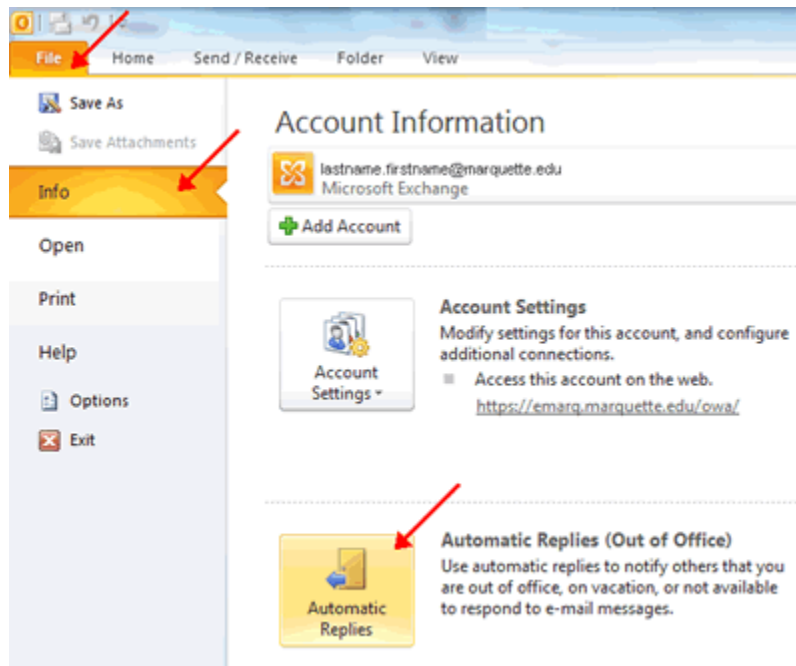 File Home Send / Receive Folder View
Save As
Save Attachments
Info
Open
Print
Help
Options
Exit
Account Information
lastname.firstname@marquette.edu
Microsoft Exchange
Add Account
Account
Settings
Account Settings
Modify settings for this account, and configure
additional connections.
Access this account on the web.
https://emarq.marquette.edu/owa/
Automatic
Replies
Automatic Replies (Out of Office)
Use automatic replies to notify others that you
are out of office, on vacation, or not available
to respond to e-mail messages.